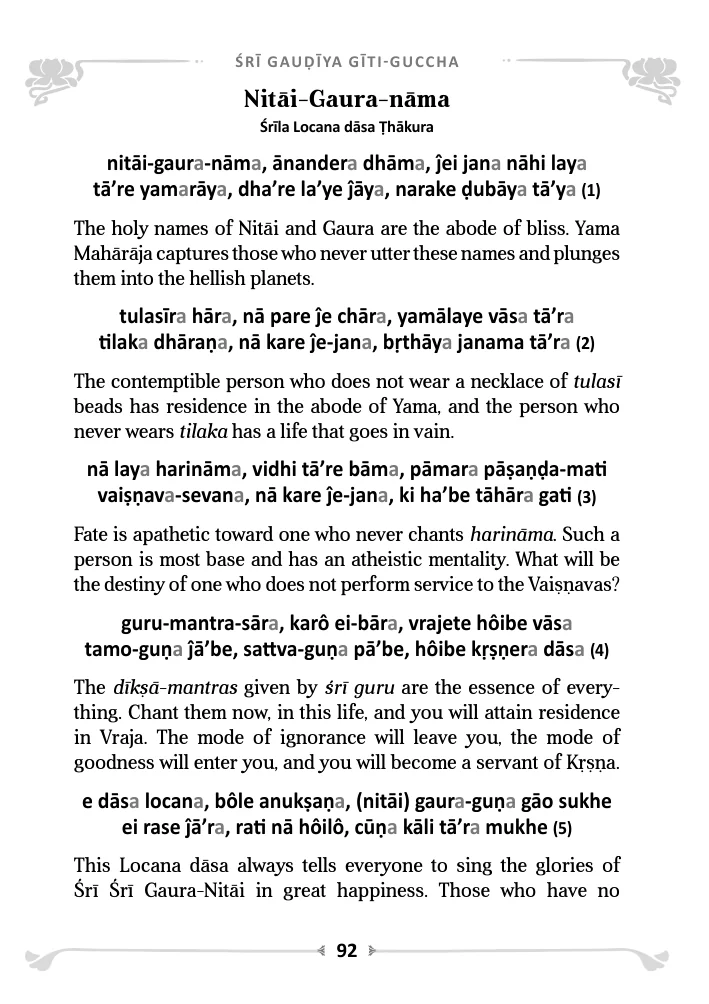 ŚRĪ GAUḌĪYA GĪTI-GUCCHA
Nitāi-Gaura-nāma
Śrīla Locana dāsa Ṭhākura
nitāi-gaura-nāma, ānandera dhāma, ĵei jana nāhi laya
tā’re yamarāya, dha’re la’ye ĵāya, narake ḍubāya tā’ya (1)
The holy names of Nitāi and Gaura are the abode of bliss. Yama
Mahārāja captures those who never utter these names and plunges
them into the hellish planets.
tulasīra hāra, nā pare ĵe chāra, yamālaye vāsa tā’ra
tilaka dhāraṇa, nā kare ĵe-jana, bṛthāya janama tā’ra (2)
The contemptible person who does not wear a necklace of tulasī
beads has residence in the abode of Yama, and the person who
never wears tilaka has a life that goes in vain.
nā laya harināma, vidhi tā’re bāma, pāmara pāṣaṇḍa-mati
vaiṣṇava-sevana, nā kare ĵe-jana, ki ha’be tāhāra gati (3)
Fate is apathetic toward one who never chants harināma. Such a
person is most base and has an atheistic mentality. What will be
the destiny of one who does not perform service to the Vaiṣṇavas?
guru-mantra-sāra, karô ei-bāra, vrajete hôibe vāsa
tamo-guṇa ĵā’be, sattva-guṇa pā’be, hôibe kṛṣṇera dāsa (4)
The dīkṣā-mantras given by śrī guru are the essence of every-
thing. Chant them now, in this life, and you will attain residence
in Vraja. The mode of ignorance will leave you, the mode of
goodness will enter you, and you will become a servant of Kṛṣṇa.
e dāsa locana, bôle anukṣaṇa, (nitāi) gaura-guṇa gāo sukhe
ei rase ĵā’ra, rati nā hôilô, cūṇa kāli tā’ra mukhe (5)
This Locana dāsa always tells everyone to sing the glories of
Śrī Śrī Gaura-Nitāi in great happiness. Those who have no
92